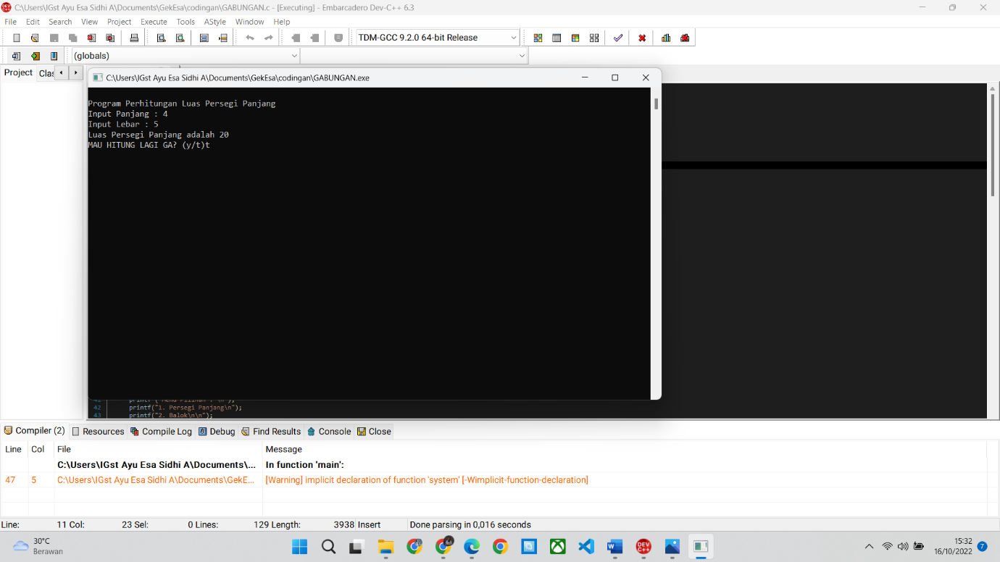 C:\Users\IGst Ayu Esa Sidhi A\Documents\GekEsa\codingan\GABUNGAN.c - [Executing] - Embarcadero Dev-C++ 6.3
File Edit Search View Project Execute Tools AStyle Window Help
TDM-GCC 9.2.0 64-bit Release
(globals)
Project Clas
C:\Users\IGst Ayu Esa Sidhi A\Documents\GekEsa\codingan\GABUNGAN.exe
Program Perhitungan Luas Persegi Panjang
Input Panjang : 4
Input Lebar : 5
Luas Persegi Panjang adalah 20
MAU HITUNG LAGI GA? (y/t)t
42 printf("1. Persegi Panjang\n");
43 printf("2. Balok\n\n");
Compiler (2) Resources Compile Log Debug Find Results Console Close
Line Col File Message
C:\Users\IGst Ayu Esa Sidhi A\Documents\... In function 'main':
47 5 C:\Users\IGst Ayu Esa Sidhi A\Documents\GekE... [Warning] implicit declaration of function 'system' [-Wimplicit-function-declaration]
Line: 11 Col: 23 Sel: 0 Lines: 129 Length: 3938 Insert Done parsing in 0,016 seconds
30°C
Berawan
15:32
16/10/2022
7